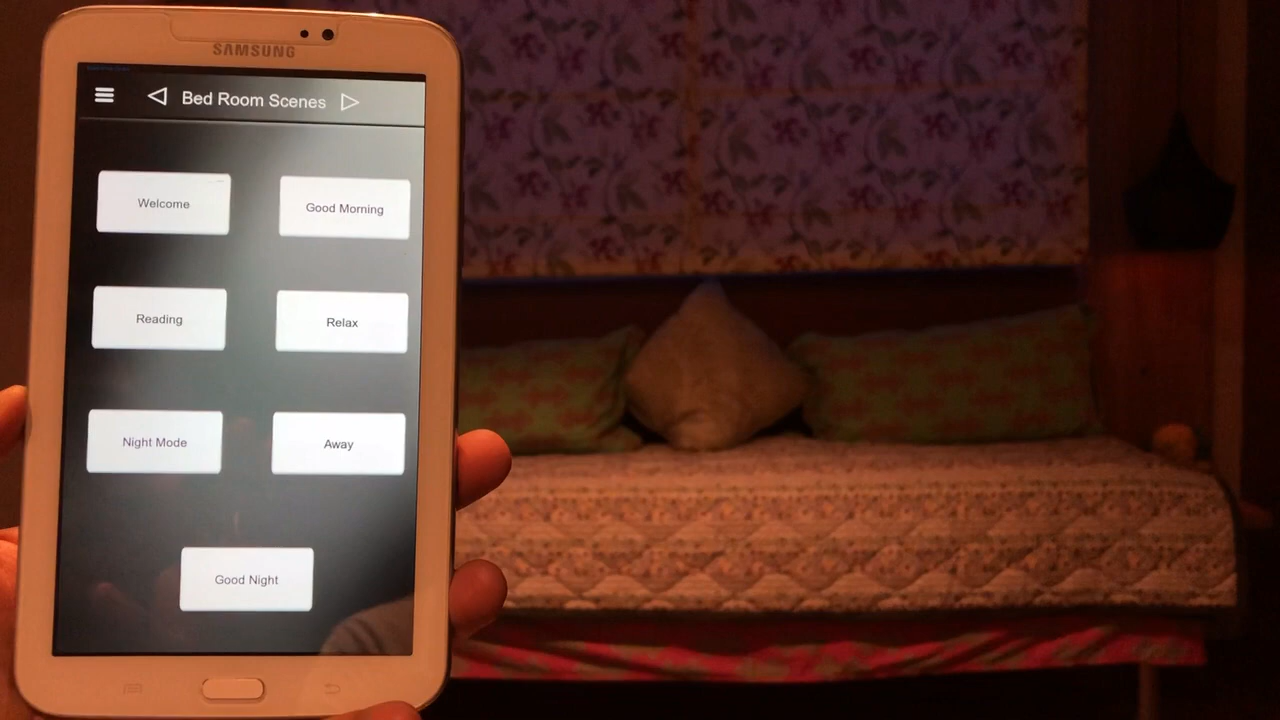 SAMSUNG
Bed Room Scenes
Welcome
Good Morning
Reading
Relax
Night Mode
Away
Good Night